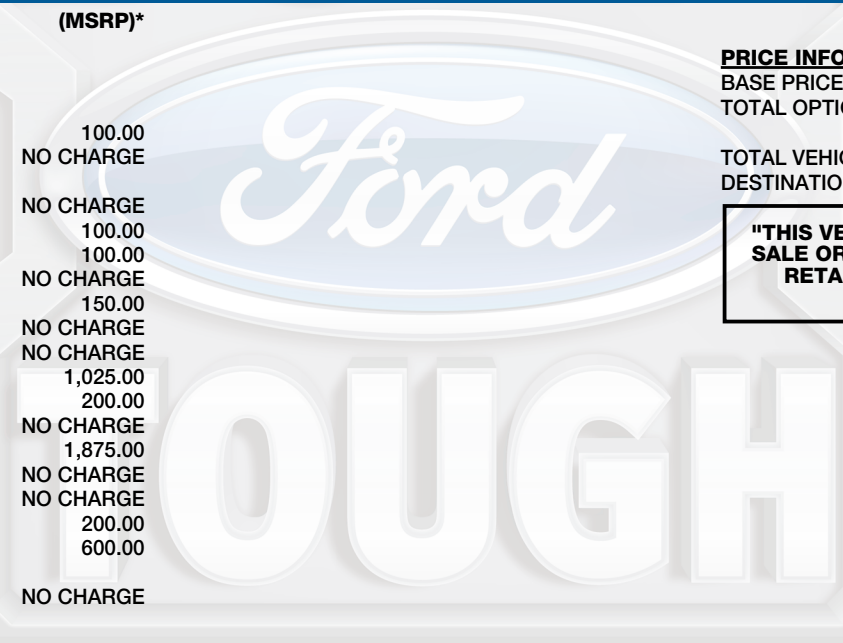 (MSRP)*
100.00
NO CHARGE
NO CHARGE
100.00
100.00
NO CHARGE
150.00
NO CHARGE
NO CHARGE
1,025.00
200.00
NO CHARGE
1,875.00
NO CHARGE
NO CHARGE
200.00
600.00
NO CHARGE
PRICE INFO
BASE PRICE
TOTAL OPTIO
TOTAL VEHIC
DESTINATIO
"THIS VE
SALE OR
RETA
Ford
TOUGH